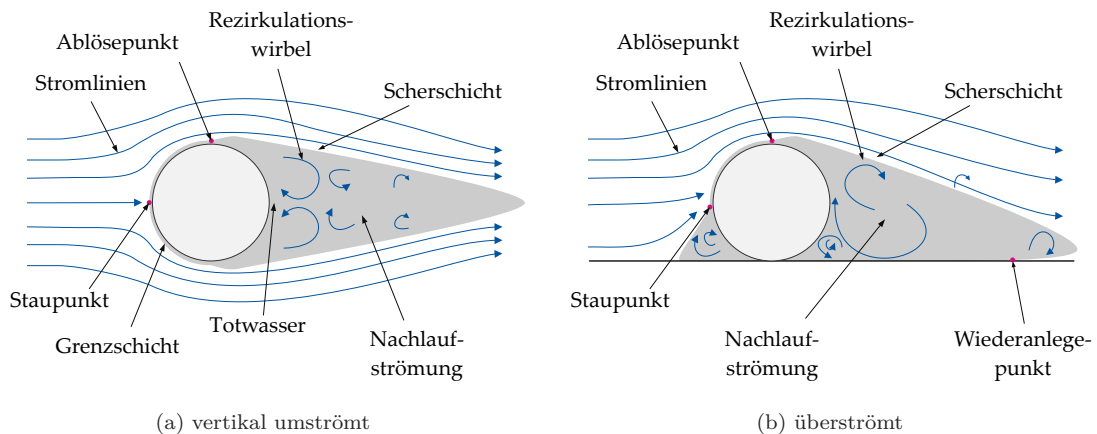 Rezirkulations-
wirbel
Ablösepunkt
Stromlinien
Scherschicht
Staupunkt
Grenzschicht
Totwasser
Nachlauf-
strömung
(a) vertikal umströmt
Rezirkulations-
wirbel
Ablösepunkt
Stromlinien
Scherschicht
Staupunkt
Nachlauf-
strömung
Wiederanlege-
punkt
(b) überströmt